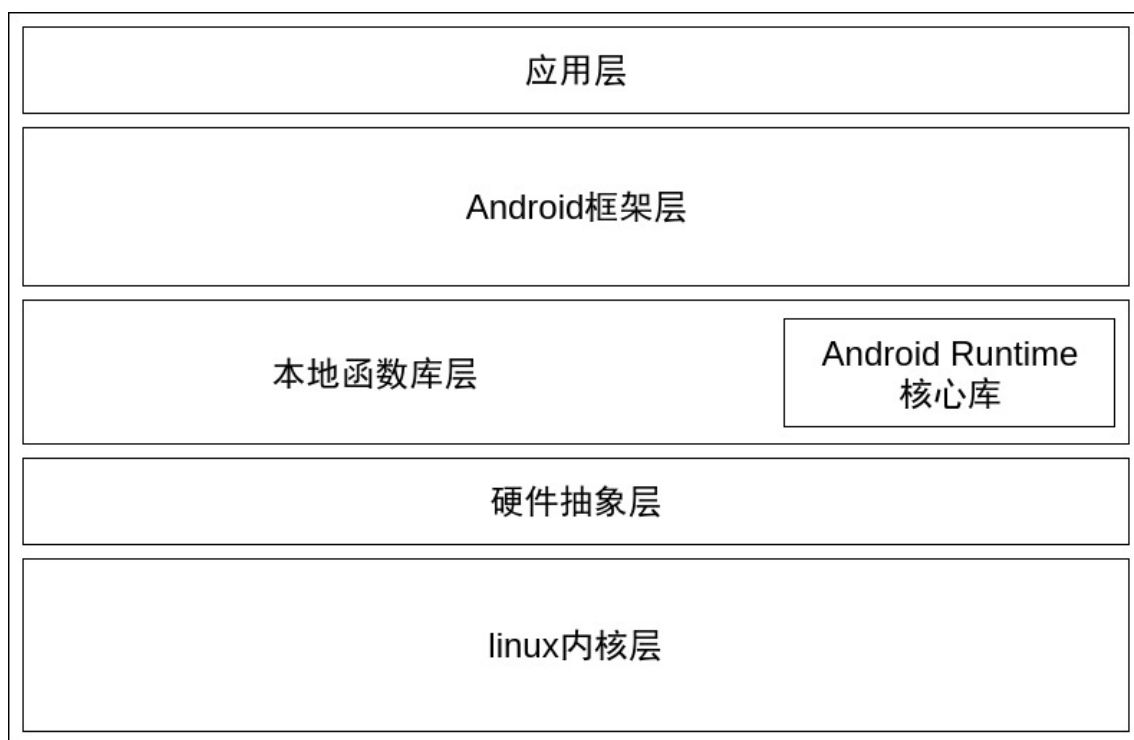 应用层
Android框架层
本地函数库层
Android Runtime
核心库
硬件抽象层
linux内核层